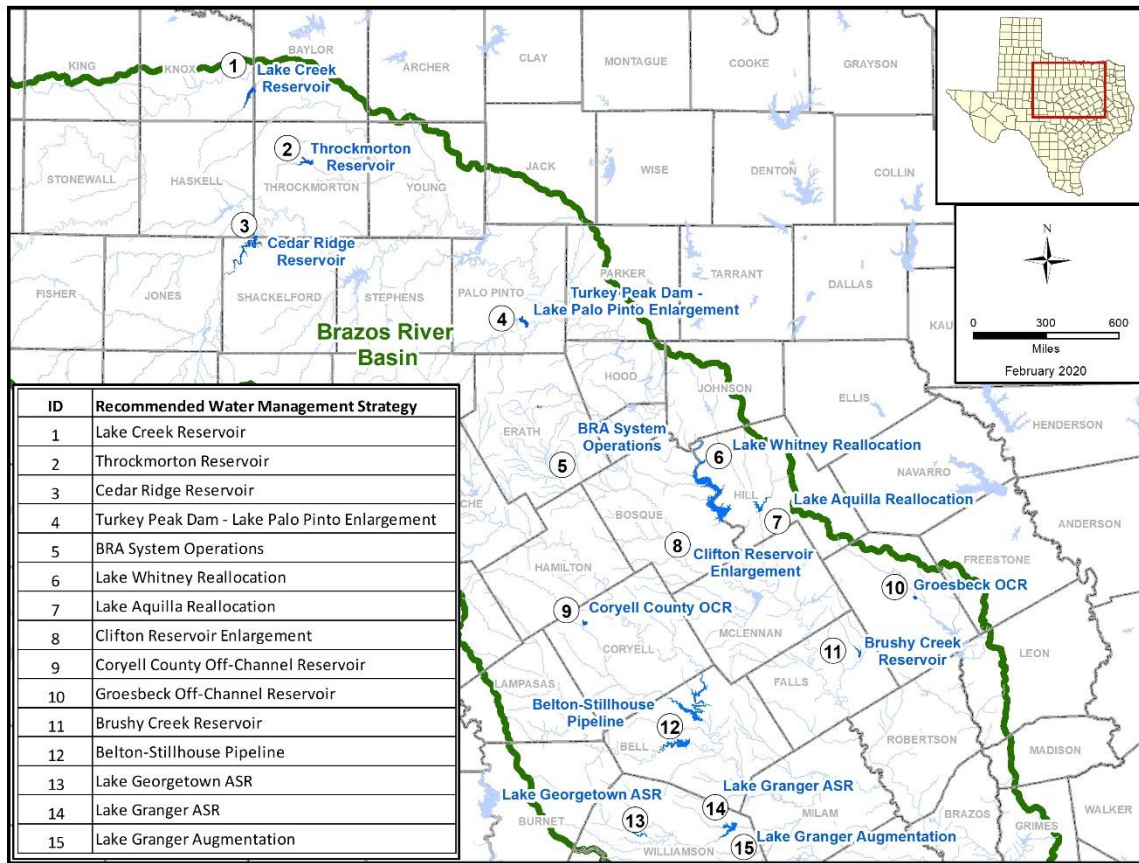 BAYLOR
KING
KNOX
ARCHER
CLAY
MONTAGUE
COOKE
GRAYSON
1
Lake Creek
Reservoir
2
Throckmorton
Reservoir
STONEWALL
HASKELL
THROCKMORTON
YOUNG
JACK
WISE
DENTON
COLLIN
3
Cedar Ridge
Reservoir
FISHER
JONES
SHACKELFORD
STEPHENS
PALO PINTO
PARKER
TARRANT
DALLAS
KAU
4
Turkey Peak Dam -
Lake Palo Pinto Enlargement
Brazos River
Basin
N
0 300 600
Miles
February 2020
HOOD
JOHNSON
ELLIS
HENDERSON
ERATH
BRA System
Operations
5
6
Lake Whitney Reallocation
NAVARRO
HILL
Lake Aquilla Reallocation
7
ANDERSON
CHE
BOSQUE
8
Clifton Reservoir
Enlargement
FREESTONE
HAMILTON
10
Groesbeck OCR
9
Coryell County OCR
MCLENNAN
11
Brushy Creek
Reservoir
CORYELL
LEON
LAMPASAS
FALLS
Belton-Stillhouse
Pipeline
12
BELL
ROBERTSON
MADISON
Lake Georgetown ASR
Lake Granger ASR
14
BURNET
13
MILAM
Lake Granger Augmentation
15
WILLIAMSON
BRAZOS
GRIMES
WALKER
ID Recommended Water Management Strategy
1 Lake Creek Reservoir
2 Throckmorton Reservoir
3 Cedar Ridge Reservoir
4 Turkey Peak Dam - Lake Palo Pinto Enlargement
5 BRA System Operations
6 Lake Whitney Reallocation
7 Lake Aquilla Reallocation
8 Clifton Reservoir Enlargement
9 Coryell County Off-Channel Reservoir
10 Groesbeck Off-Channel Reservoir
11 Brushy Creek Reservoir
12 Belton-Stillhouse Pipeline
13 Lake Georgetown ASR
14 Lake Granger ASR
15 Lake Granger Augmentation